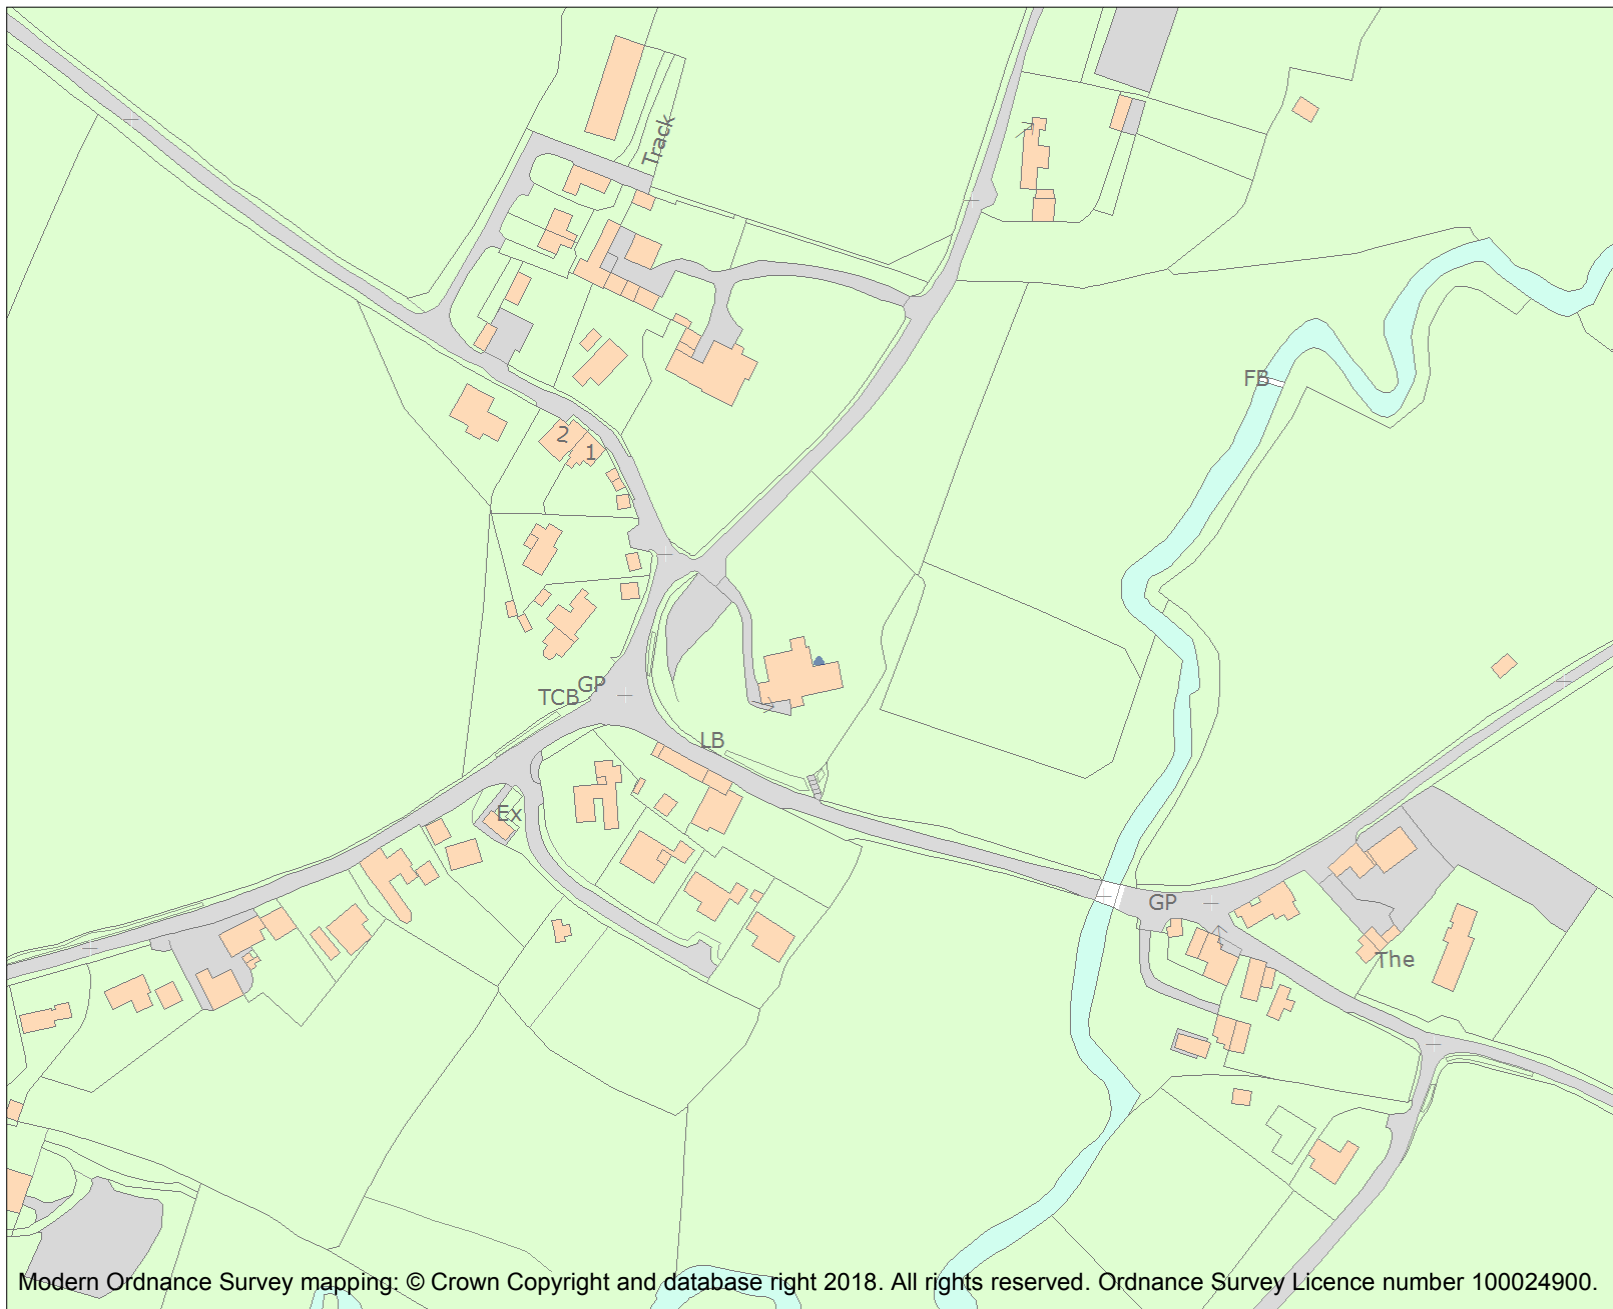 Track
FB
2
1
GP
TCB
LB
Ex
GP
The
Modern Ordnance Survey mapping: © Crown Copyright and database right 2018. All rights reserved. Ordnance Survey Licence number 100024900.